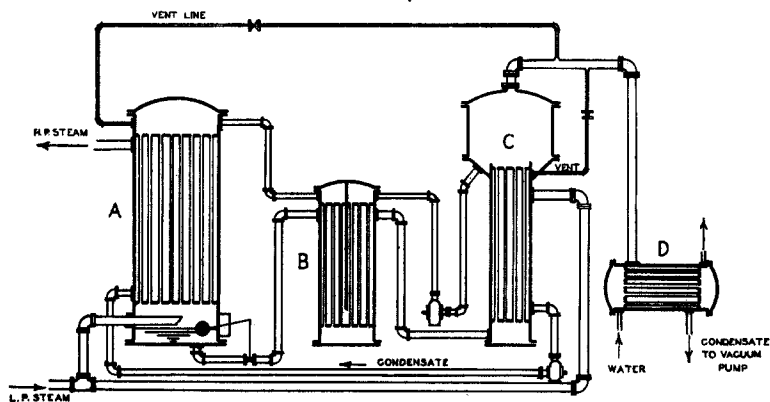 VENT LINE
H.P. STEAM
A
B
C
VENT
D
CONDENSATE
WATER
CONDENSATE
TO VACUUM
PUMP
L.P. STEAM